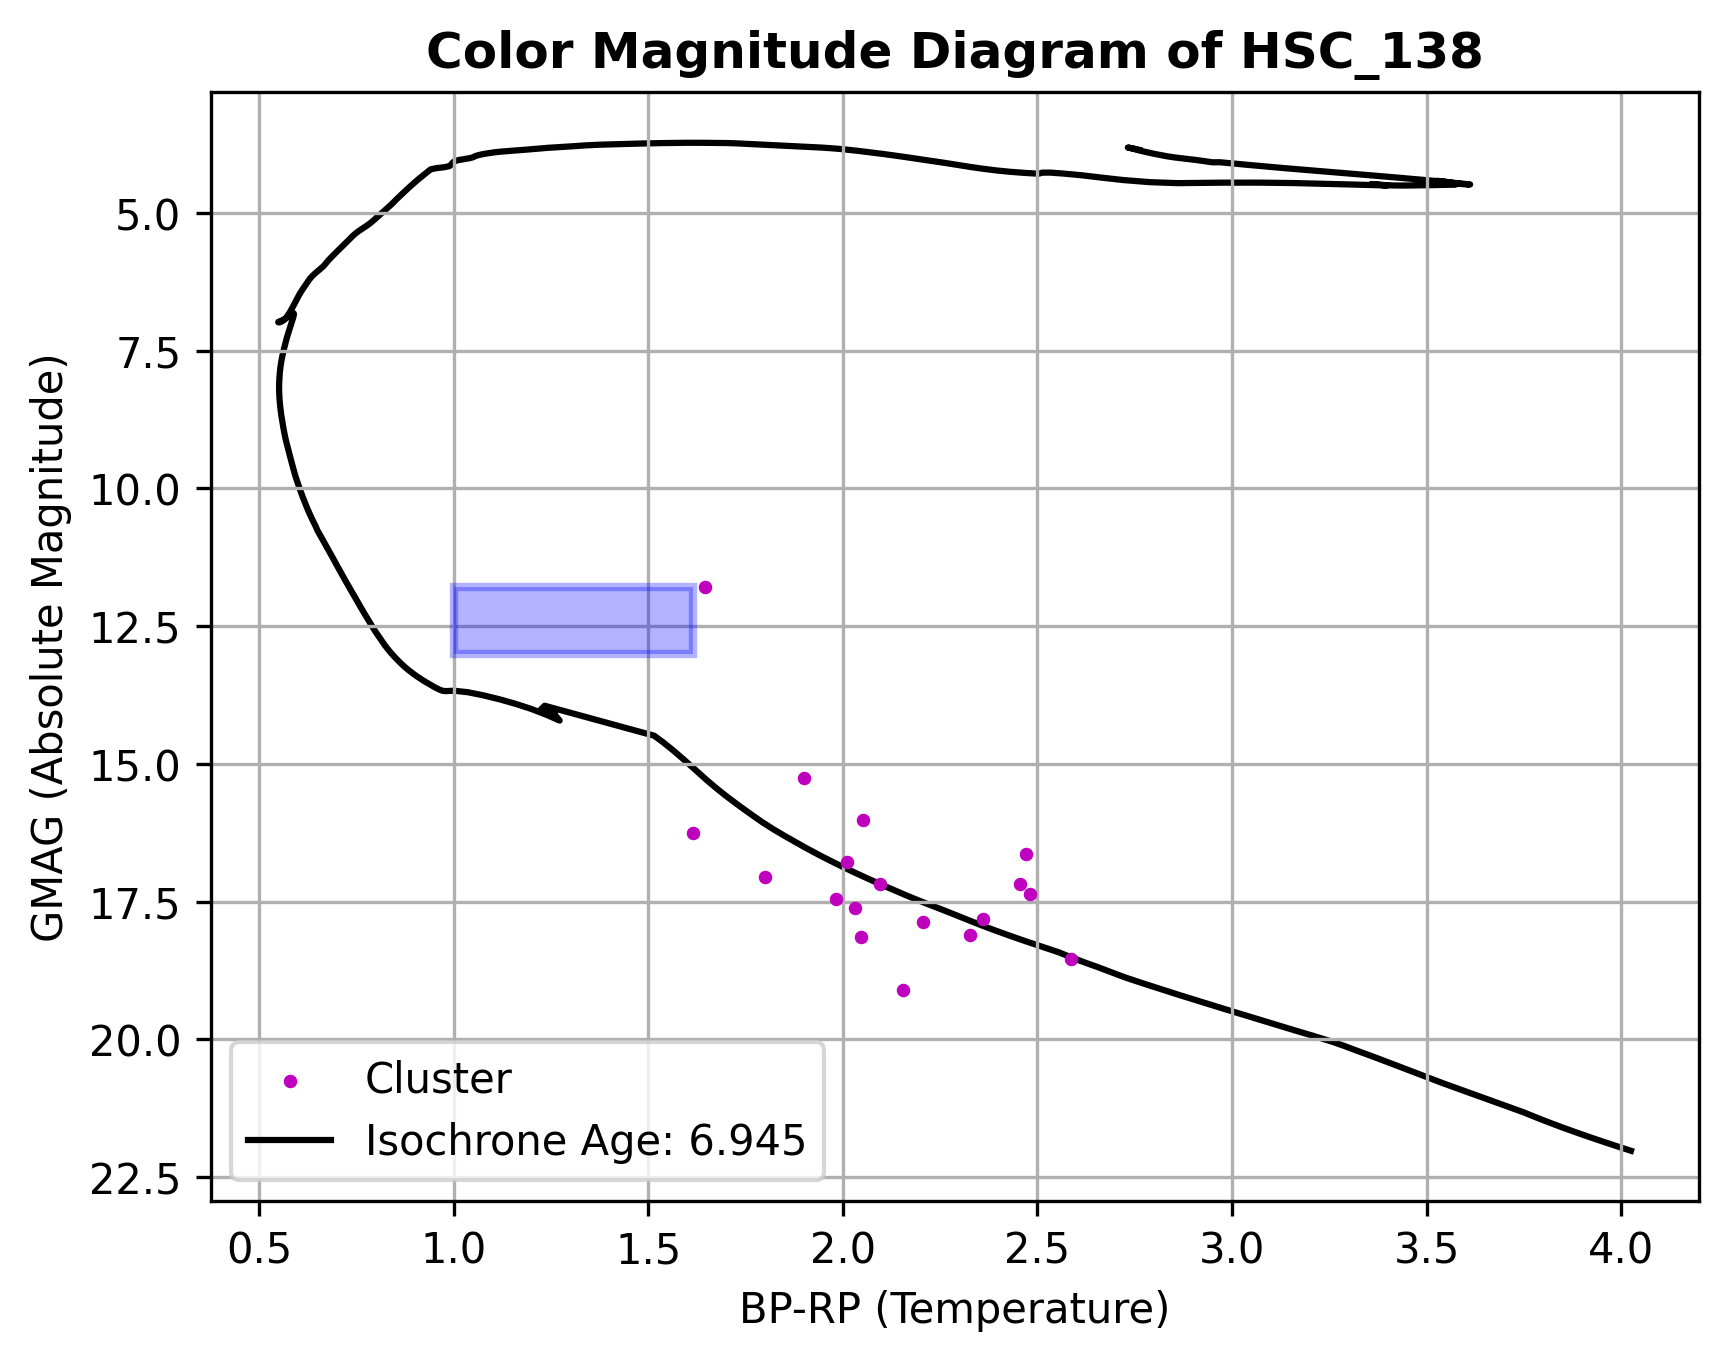 Color Magnitude Diagram of HSC_138
GMAG (Absolute Magnitude)
5.0
7.5
10.0
12.5
15.0
17.5
20.0
22.5
Cluster
Isochrone Age: 6.945
0.5 1.0 1.5 2.0 2.5 3.0 3.5 4.0
BP-RP (Temperature)